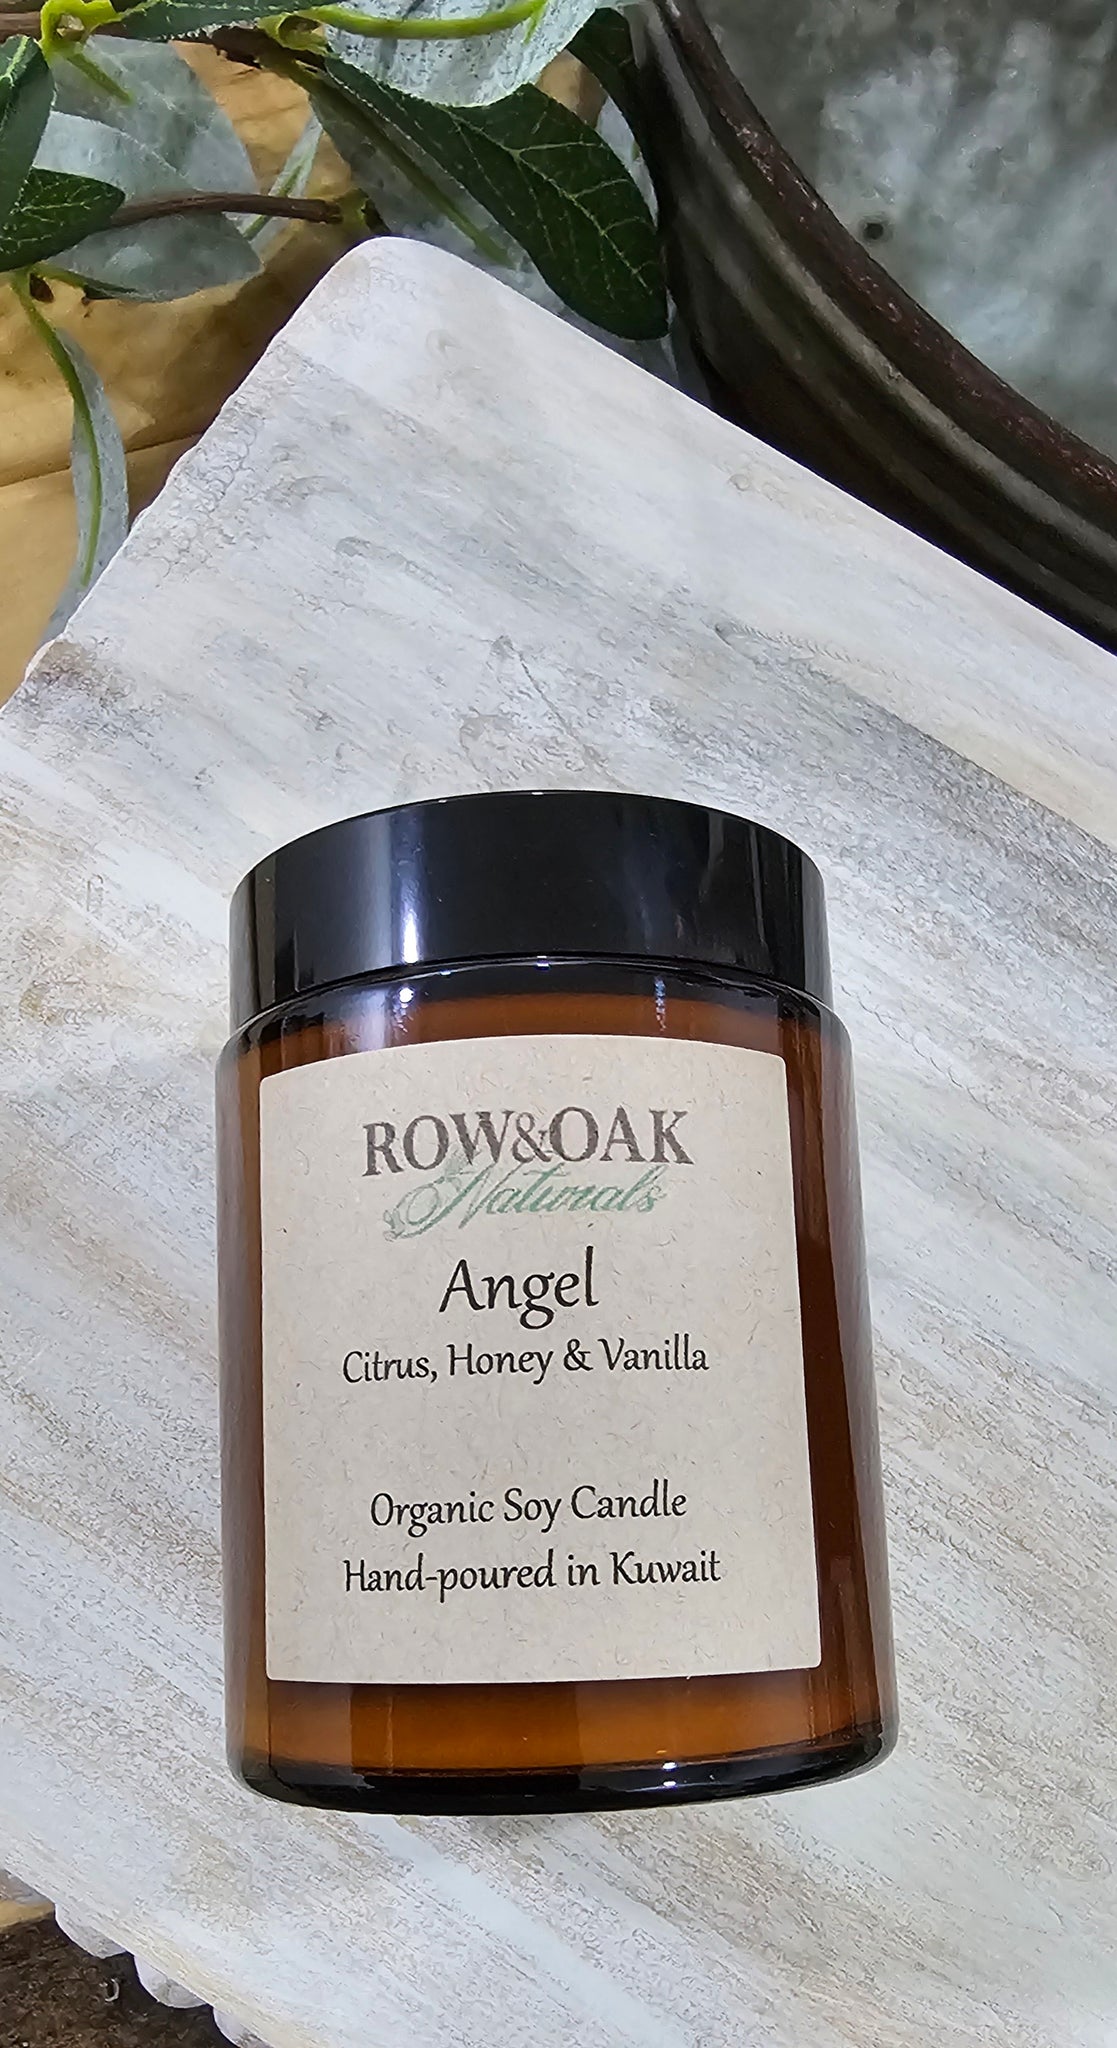 ROW&OAK
Naturals
Angel
Citrus, Honey & Vanilla
Organic Soy Candle
Hand-poured in Kuwait